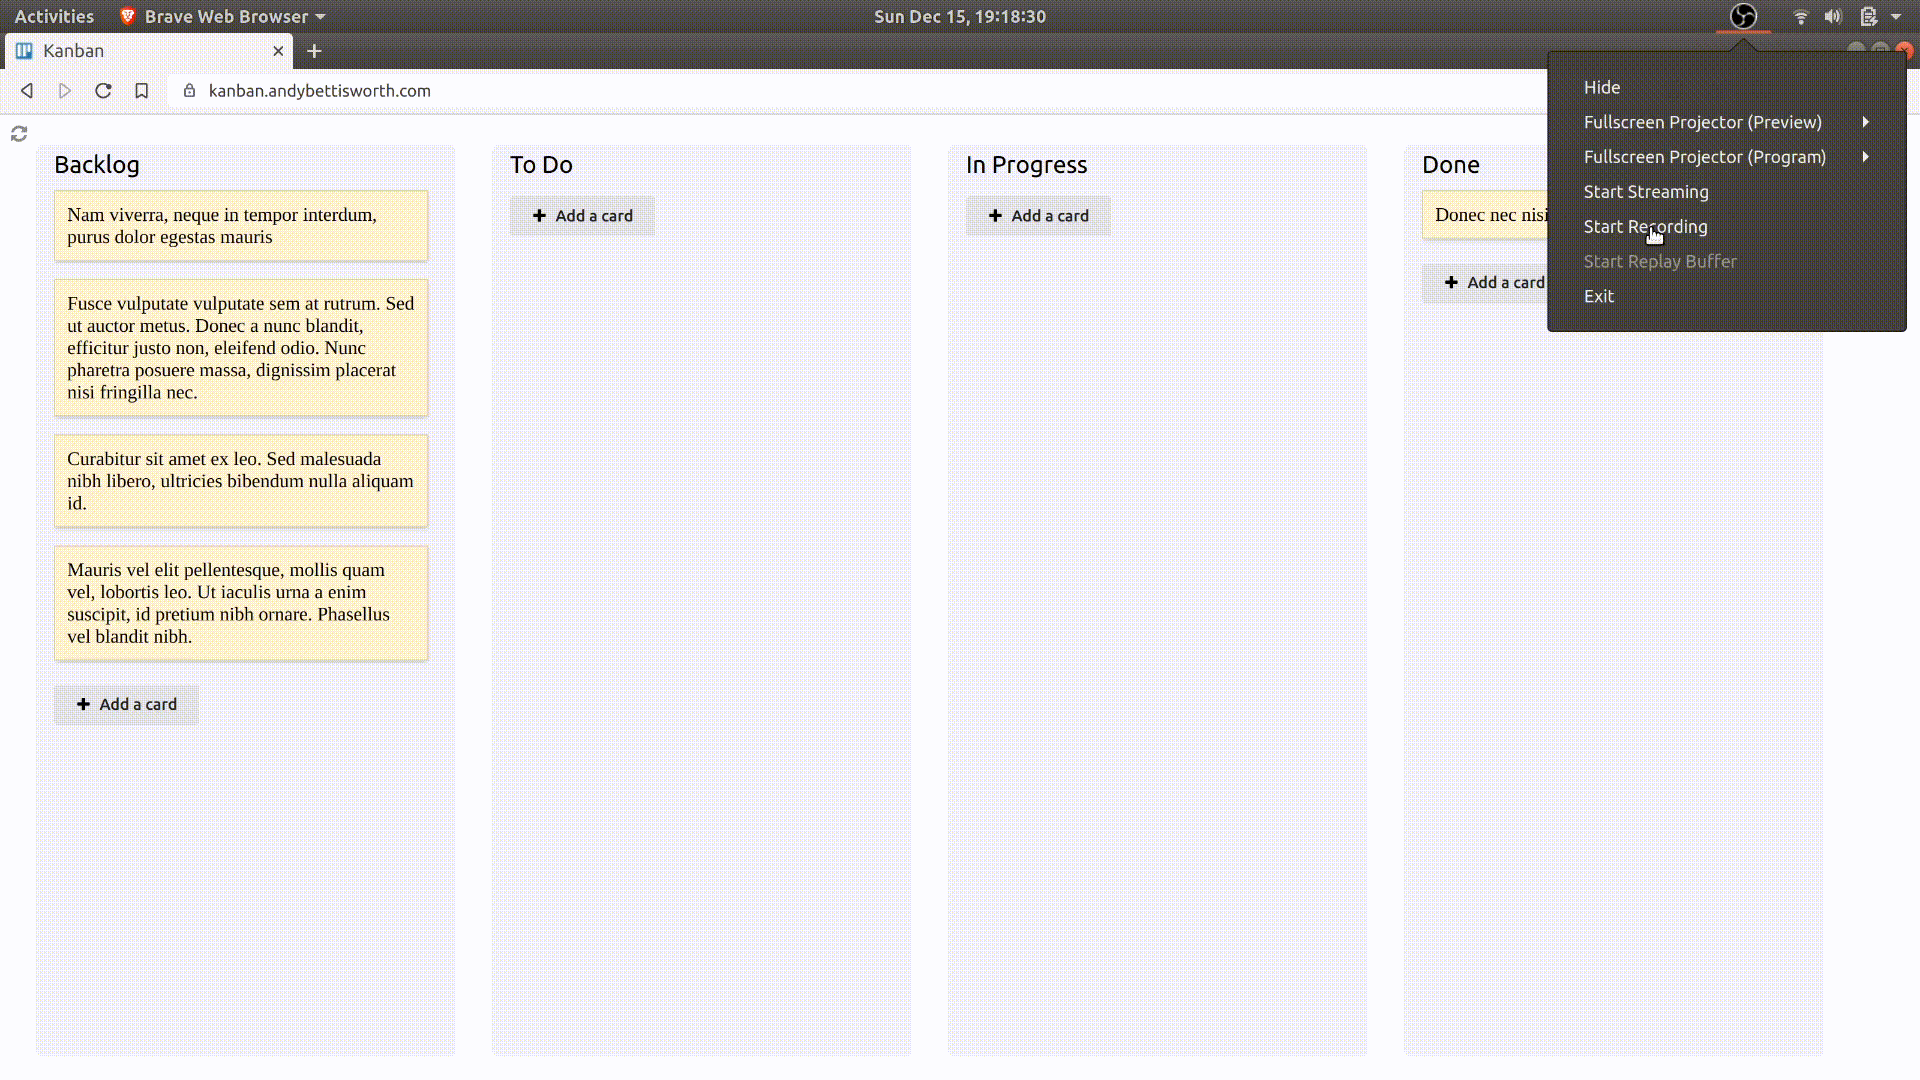 Activities Brave Web Browser Sun Dec 15, 19:18:30
Kanban
kanban.andybettisworth.com
Hide
Fullscreen Projector (Preview)
Fullscreen Projector (Program)
Start Streaming
Start Recording
Start Replay Buffer
Exit
Backlog
Nam viverra, neque in tempor interdum,
purus dolor egestas mauris
Fusce vulputate vulputate sem at rutrum. Sed
ut auctor metus. Donec a nunc blandit,
efficitur justo non, eleifend odio. Nunc
pharetra posuere massa, dignissim placerat
nisi fringilla nec.
Curabitur sit amet ex leo. Sed malesuada
nibh libero, ultricies bibendum nulla aliquam
id.
Mauris vel elit pellentesque, mollis quam
vel, lobortis leo. Ut iaculis urna a enim
suscipit, id pretium nibh ornare. Phasellus
vel blandit nibh.
Add a card
To Do
Add a card
In Progress
Add a card
Done
Donec nec nisi
Add a card